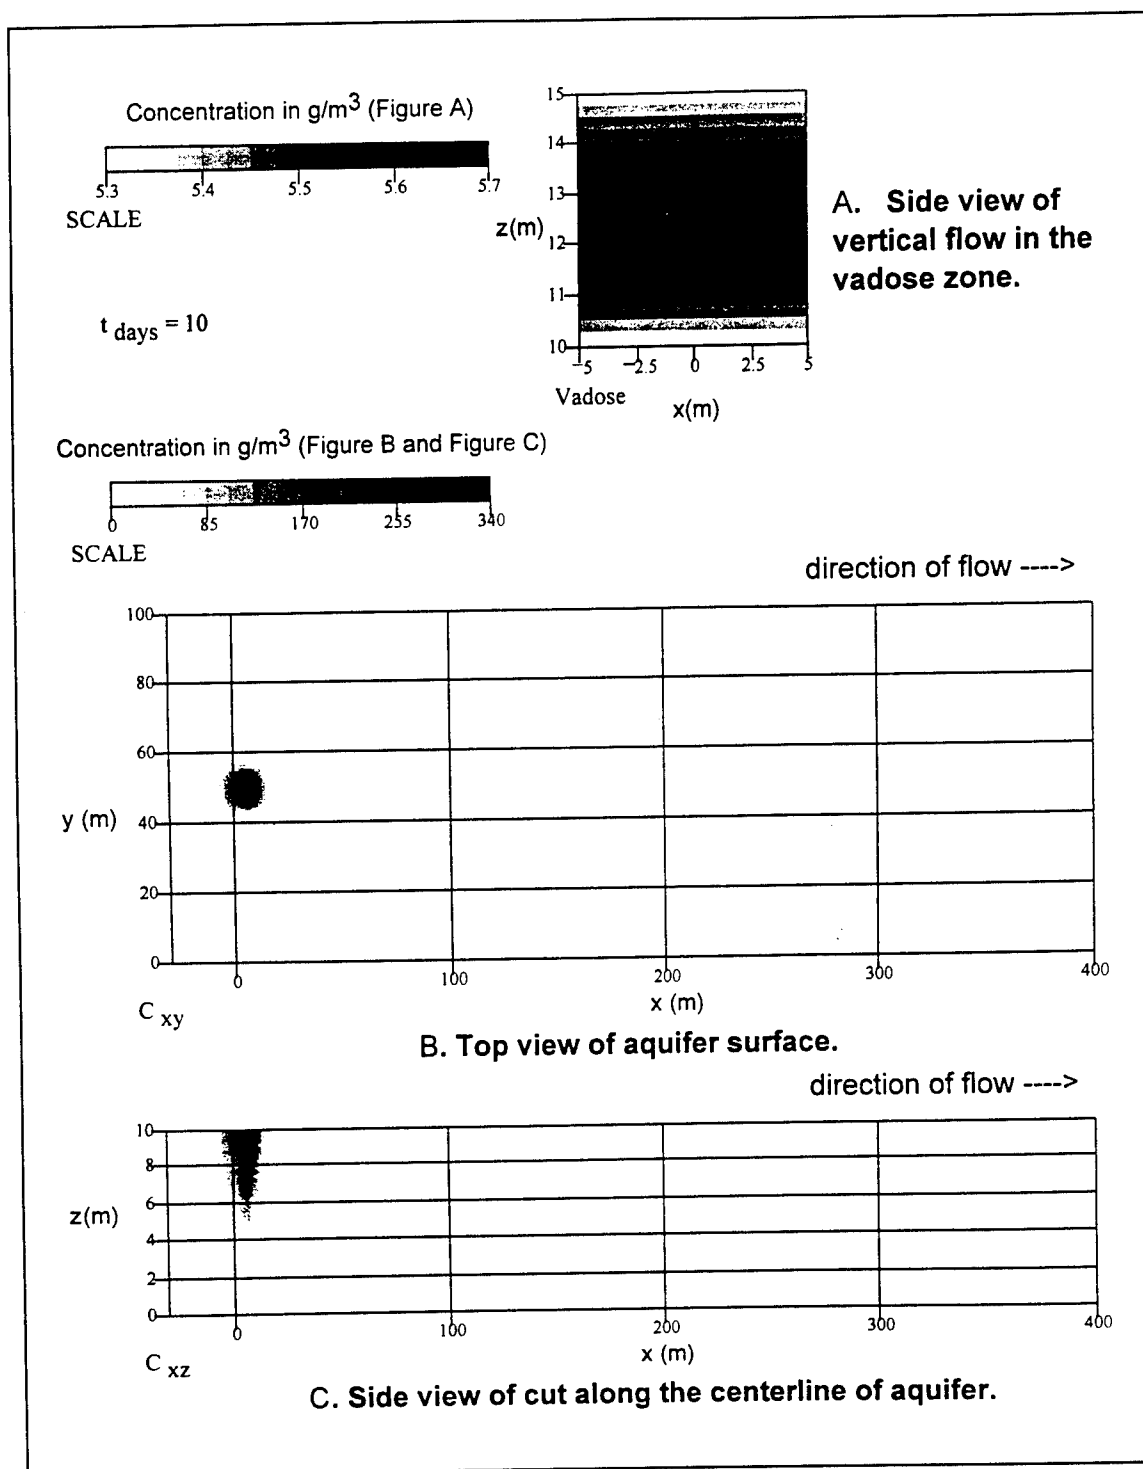 Concentration in g/m3 (Figure A)
5.3 5.4 5.5 5.6 5.7
SCALE
t days = 10
15
14
13
z(m) 12
11
10
-5 -2.5 0 2.5 5
Vadose x(m)
A. Side view of
vertical flow in the
vadose zone.
Concentration in g/m3 (Figure B and Figure C)
0 85 170 255 340
SCALE
direction of flow ---->
100
80
60
y (m) 40
20
0
0 100 200 300 400
x (m)
C xy
B. Top view of aquifer surface.
direction of flow ---->
10
8
6
z(m)
4
2
0
0 100 200 300 400
x (m)
C xz
C. Side view of cut along the centerline of aquifer.